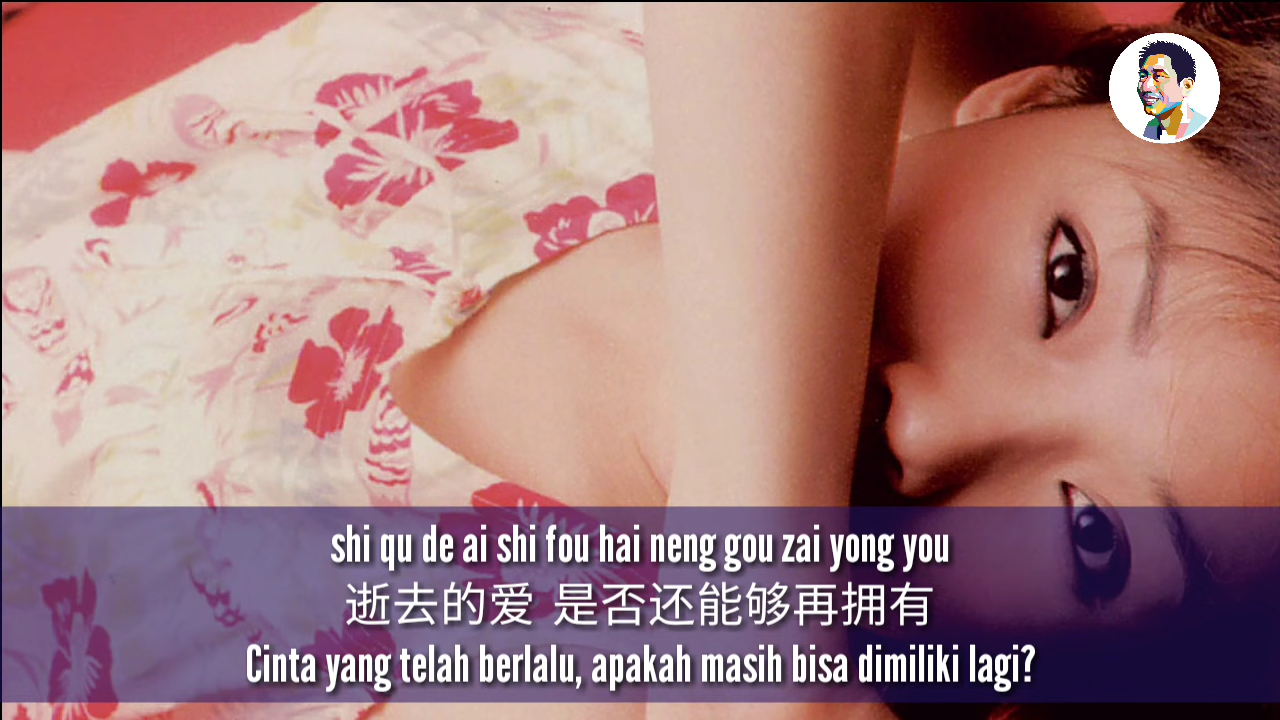 shi qu de ai shi fou hai neng gou zai yong you
逝去的爱 是否还能够再拥有
Cinta yang telah berlalu, apakah masih bisa dimiliki lagi?